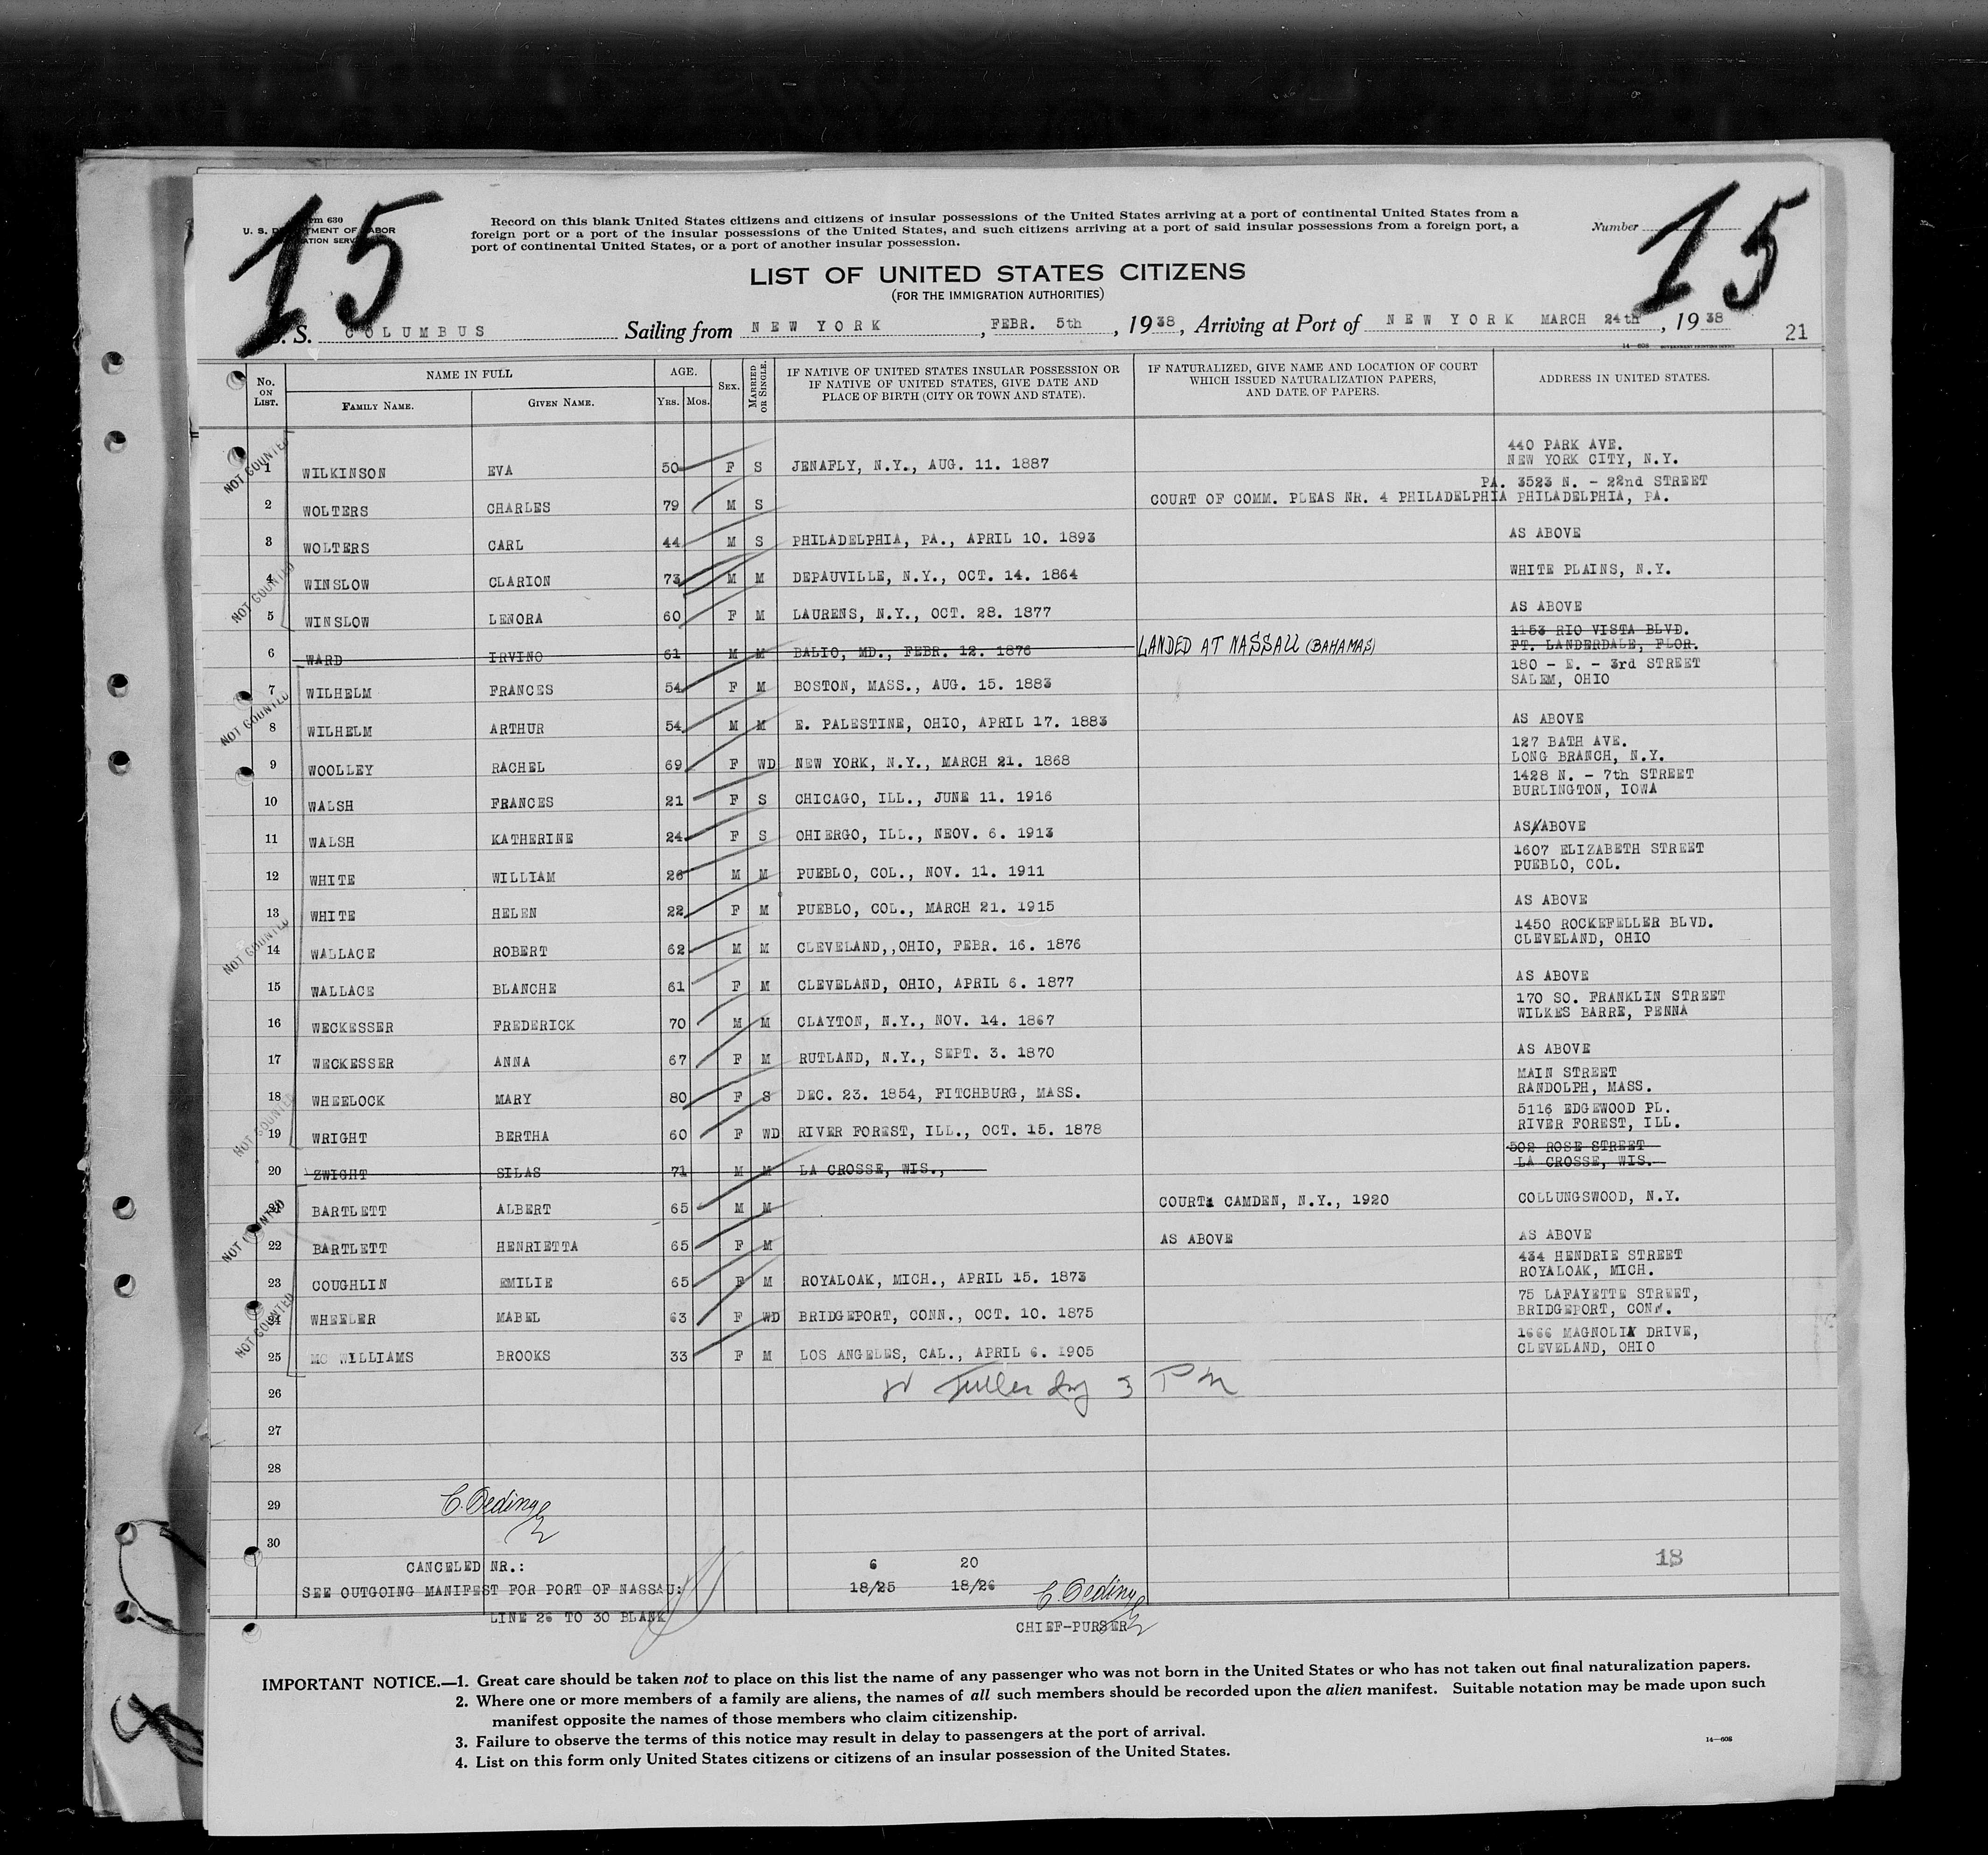 15
15
Form 630
U. S. DEPARTMENT OF LABOR
IMMIGRATION SERVICE
Record on this blank United States citizens and citizens of insular possessions of the United States arriving at a port of continental United States from a
foreign port or a port of the insular possessions of the United States, and such citizens arriving at a port of said insular possessions from a foreign port, a
port of continental United States, or a port of another insular possession.
Number
LIST OF UNITED STATES CITIZENS
(FOR THE IMMIGRATION AUTHORITIES)
S. S. COLUMBUS Sailing from NEW YORK, FEBR. 5th, 1938, Arriving at Port of NEW YORK MARCH 24th, 1938
14—608 GOVERNMENT PRINTING OFFICE
21
No. ON LIST. NAME IN FULL FAMILY NAME. GIVEN NAME. AGE. YRS. MOS. SEX. MARRIED OR SINGLE. IF NATIVE OF UNITED STATES INSULAR POSSESSION OR IF NATIVE OF UNITED STATES, GIVE DATE AND PLACE OF BIRTH (CITY OR TOWN AND STATE). IF NATURALIZED, GIVE NAME AND LOCATION OF COURT WHICH ISSUED NATURALIZATION PAPERS, AND DATE OF PAPERS. ADDRESS IN UNITED STATES.
NOT COUNTED
1 WILKINSON EVA 50 F S JENAFLY, N.Y., AUG. 11. 1887 440 PARK AVE. NEW YORK CITY, N.Y.
2 WOLTERS CHARLES 79 M S COURT OF COMM. PLEAS NR. 4 PHILADELPHIA PA. 3523 N. - 22nd STREET PHILADELPHIA, PA.
3 WOLTERS CARL 44 M S PHILADELPHIA, PA., APRIL 10. 1893 AS ABOVE
NOT COUNTED
4 WINSLOW CLARION 73 M M DEPAUVILLE, N.Y., OCT. 14. 1864 WHITE PLAINS, N.Y.
5 WINSLOW LENORA 60 F M LAURENS, N.Y., OCT. 28. 1877 AS ABOVE
6 WARD IRVINO 61 M M BALIO, MD., FEBR. 12. 1876 LANDED AT NASSALL (BAHAMAS) 1153 RIO VISTA BLVD. FT. LANDERDALE, FLOR.
7 WILHELM FRANCES 54 F M BOSTON, MASS., AUG. 15. 1883 180 - E. - 3rd STREET SALEM, OHIO
NOT COUNTED
8 WILHELM ARTHUR 54 M M E. PALESTINE, OHIO, APRIL 17. 1883 AS ABOVE
9 WOOLLEY RACHEL 69 F WD NEW YORK, N.Y., MARCH 21. 1868 127 BATH AVE. LONG BRANCH, N.Y.
10 WALSH FRANCES 21 F S CHICAGO, ILL., JUNE 11. 1916 1428 N. - 7th STREET BURLINGTON, IOWA
11 WALSH KATHERINE 24 F S OHIERGO, ILL., NEOV. 6. 1913 AS ABOVE
12 WHITE WILLIAM 26 M M PUEBLO, COL., NOV. 11. 1911 1607 ELIZABETH STREET PUEBLO, COL.
13 WHITE HELEN 22 F M PUEBLO, COL., MARCH 21. 1915 AS ABOVE
NOT COUNTED
14 WALLACE ROBERT 62 M M CLEVELAND,,OHIO, FEBR. 16. 1876 1450 ROCKEFELLER BLVD. CLEVELAND, OHIO
15 WALLACE BLANCHE 61 F M CLEVELAND, OHIO, APRIL 6. 1877 AS ABOVE
16 WECKESSER FREDERICK 70 M M CLAYTON, N.Y., NOV. 14. 1867 170 SO. FRANKLIN STREET WILKES BARRE, PENNA
17 WECKESSER ANNA 67 F M RUTLAND, N.Y., SEPT. 3. 1870 AS ABOVE
18 WHEELOCK MARY 80 F S DEC. 23. 1854, FITCHBURG, MASS. MAIN STREET RANDOLPH, MASS.
NOT COUNTED
19 WRIGHT BERTHA 60 F WD RIVER FOREST, ILL., OCT. 15. 1878 5116 EDGEWOOD PL. RIVER FOREST, ILL.
20 ZWIGHT SILAS 71 M M LA CROSSE, WIS., 502 ROSE STREET LA CROSSE, WIS.
BARTLETT ALBERT 65 M M COURT CAMDEN, N.Y., 1920 COLLUNGSWOOD, N.Y.
NOT COUNTED
22 BARTLETT HENRIETTA 65 F M AS ABOVE AS ABOVE
23 COUGHLIN EMILIE 65 F M ROYALOAK, MICH., APRIL 15. 1873 434 HENDRIE STREET ROYALOAK, MICH.
24 WHEELER MABEL 63 F WD BRIDGEPORT, CONN., OCT. 10. 1875 75 LAFAYETTE STREET, BRIDGEPORT, CONN.
NOT COUNTED
25 MC WILLIAMS BROOKS 33 F M LOS ANGELES, CAL., APRIL 6. 1905 1666 MAGNOLIA DRIVE, CLEVELAND, OHIO
26
27
28
29
C. Oeding
30
CANCELED NR.: 6 20
18
SEE OUTGOING MANIFEST FOR PORT OF NASSAU: 18/25 18/26
C. Oeding
LINE 26 TO 30 BLANK
CHIEF-PURSER
IMPORTANT NOTICE.—1. Great care should be taken not to place on this list the name of any passenger who was not born in the United States or who has not taken out final naturalization papers.
2. Where one or more members of a family are aliens, the names of all such members should be recorded upon the alien manifest. Suitable notation may be made upon such
manifest opposite the names of those members who claim citizenship.
3. Failure to observe the terms of this notice may result in delay to passengers at the port of arrival.
4. List on this form only United States citizens or citizens of an insular possession of the United States.
14—608